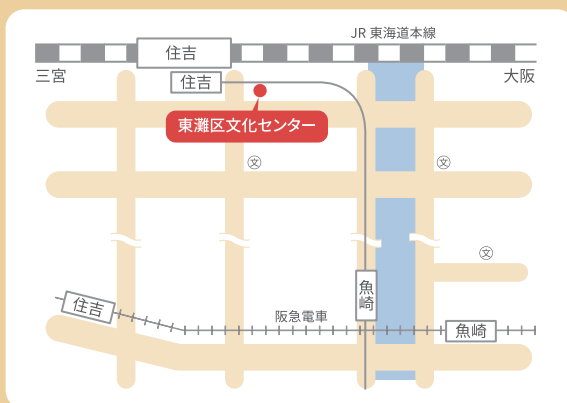 JR 東海道本線
住吉
三宮
大阪
住吉
東灘区文化センター
文
文
文
魚崎
住吉
阪急電車
魚崎